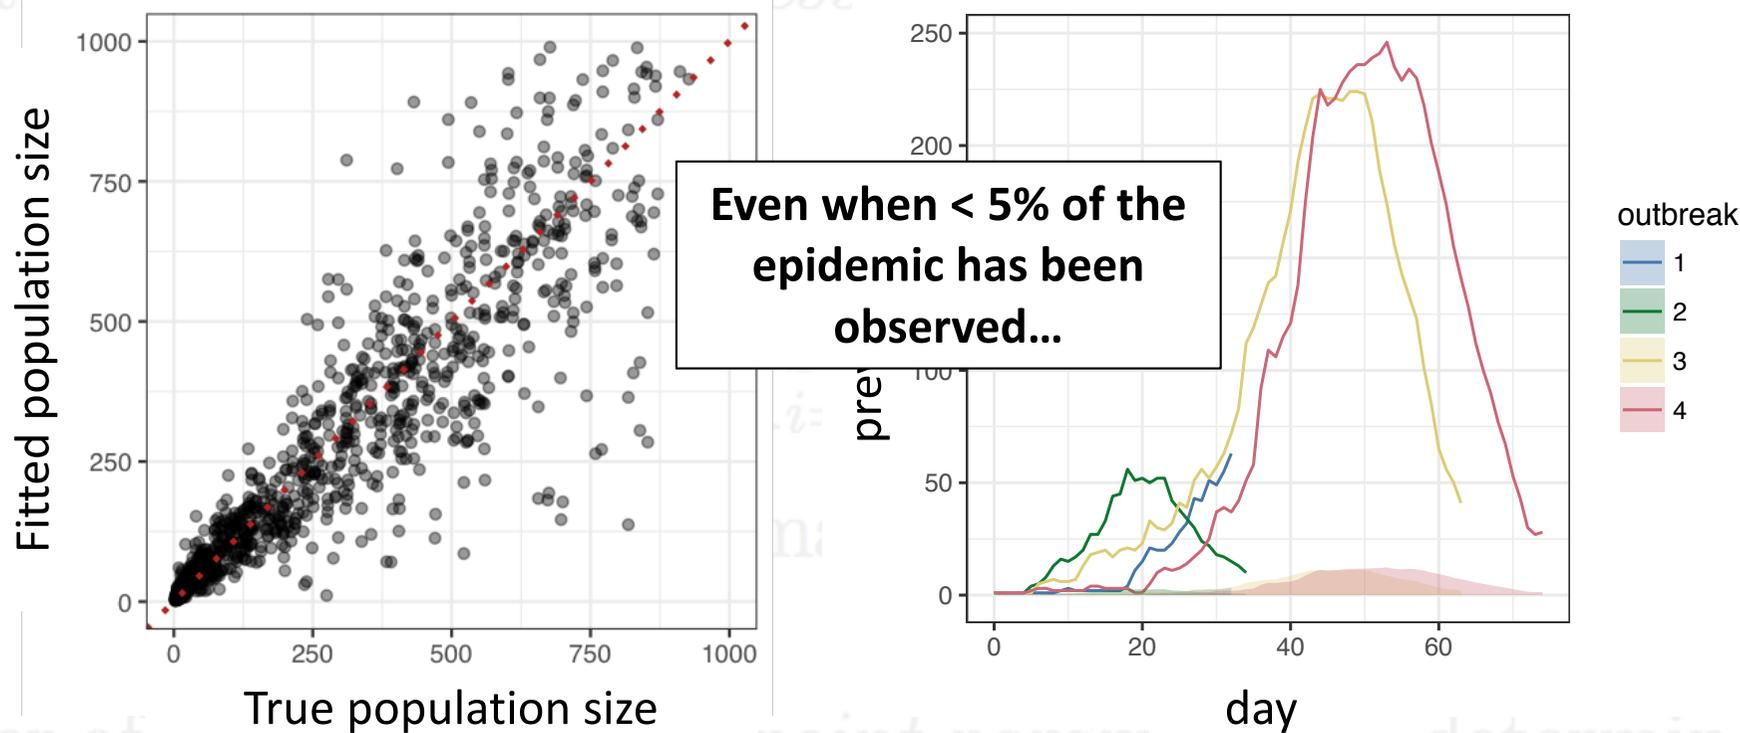 1000
750
500
250
0
Fitted population size
0 250 500 750 1000
True population size
Even when < 5% of the
epidemic has been
observed...
250
200
100
50
0
0 20 40 60
day
outbreak
1
2
3
4